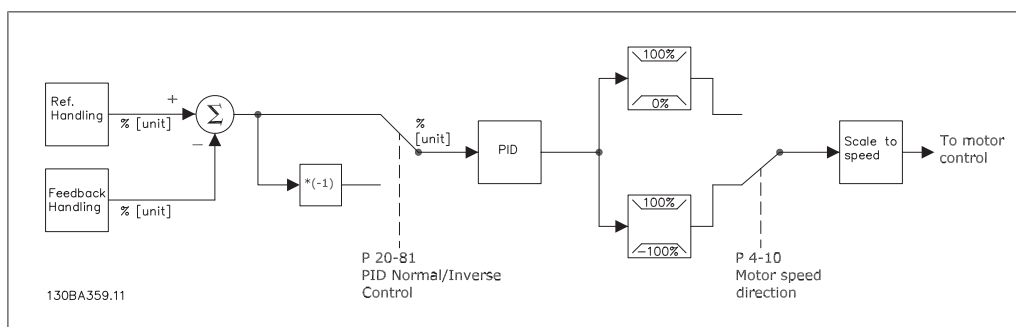 Ref.
Handling
+
% [unit]
Σ
−
Feedback
Handling
% [unit]
*(-1)
%
[unit]
P 20-81
PID Normal/Inverse
Control
PID
100%
0%
100%
−100%
P 4-10
Motor speed
direction
Scale to
speed
To motor
control
130BA359.11